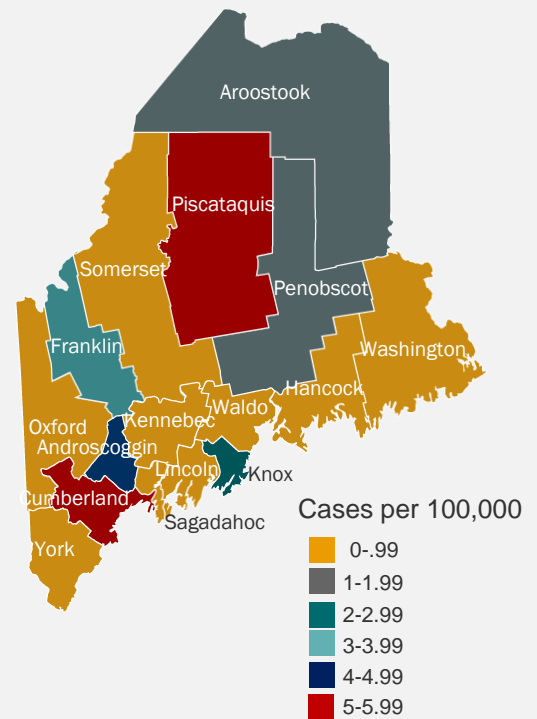 Aroostook
Piscataquis
Somerset
Penobscot
Franklin
Washington
Hancock
Waldo
Kennebec
Oxford
Androscoggin
Lincoln
Knox
Cumberland
Sagadahoc
York
Cases per 100,000
0-.99
1-1.99
2-2.99
3-3.99
4-4.99
5-5.99